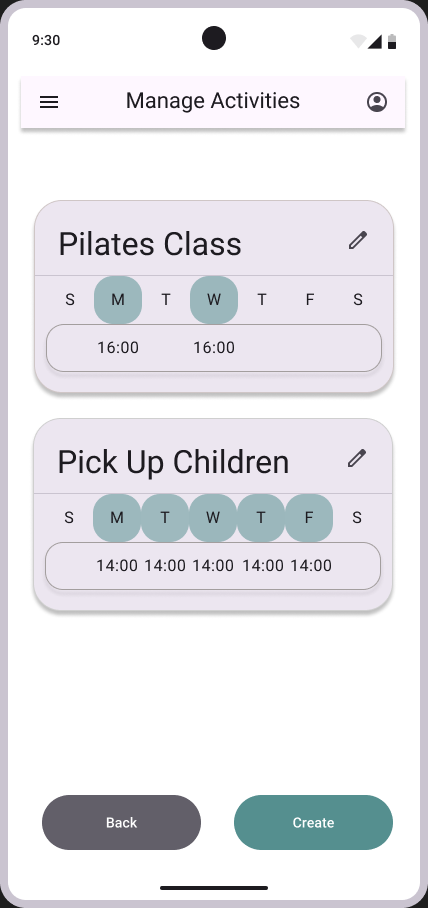 9:30
Manage Activities
Pilates Class
S M T W T F S
16:00 16:00
Pick Up Children
S M T W T F S
14:00 14:00 14:00 14:00 14:00
Back Create